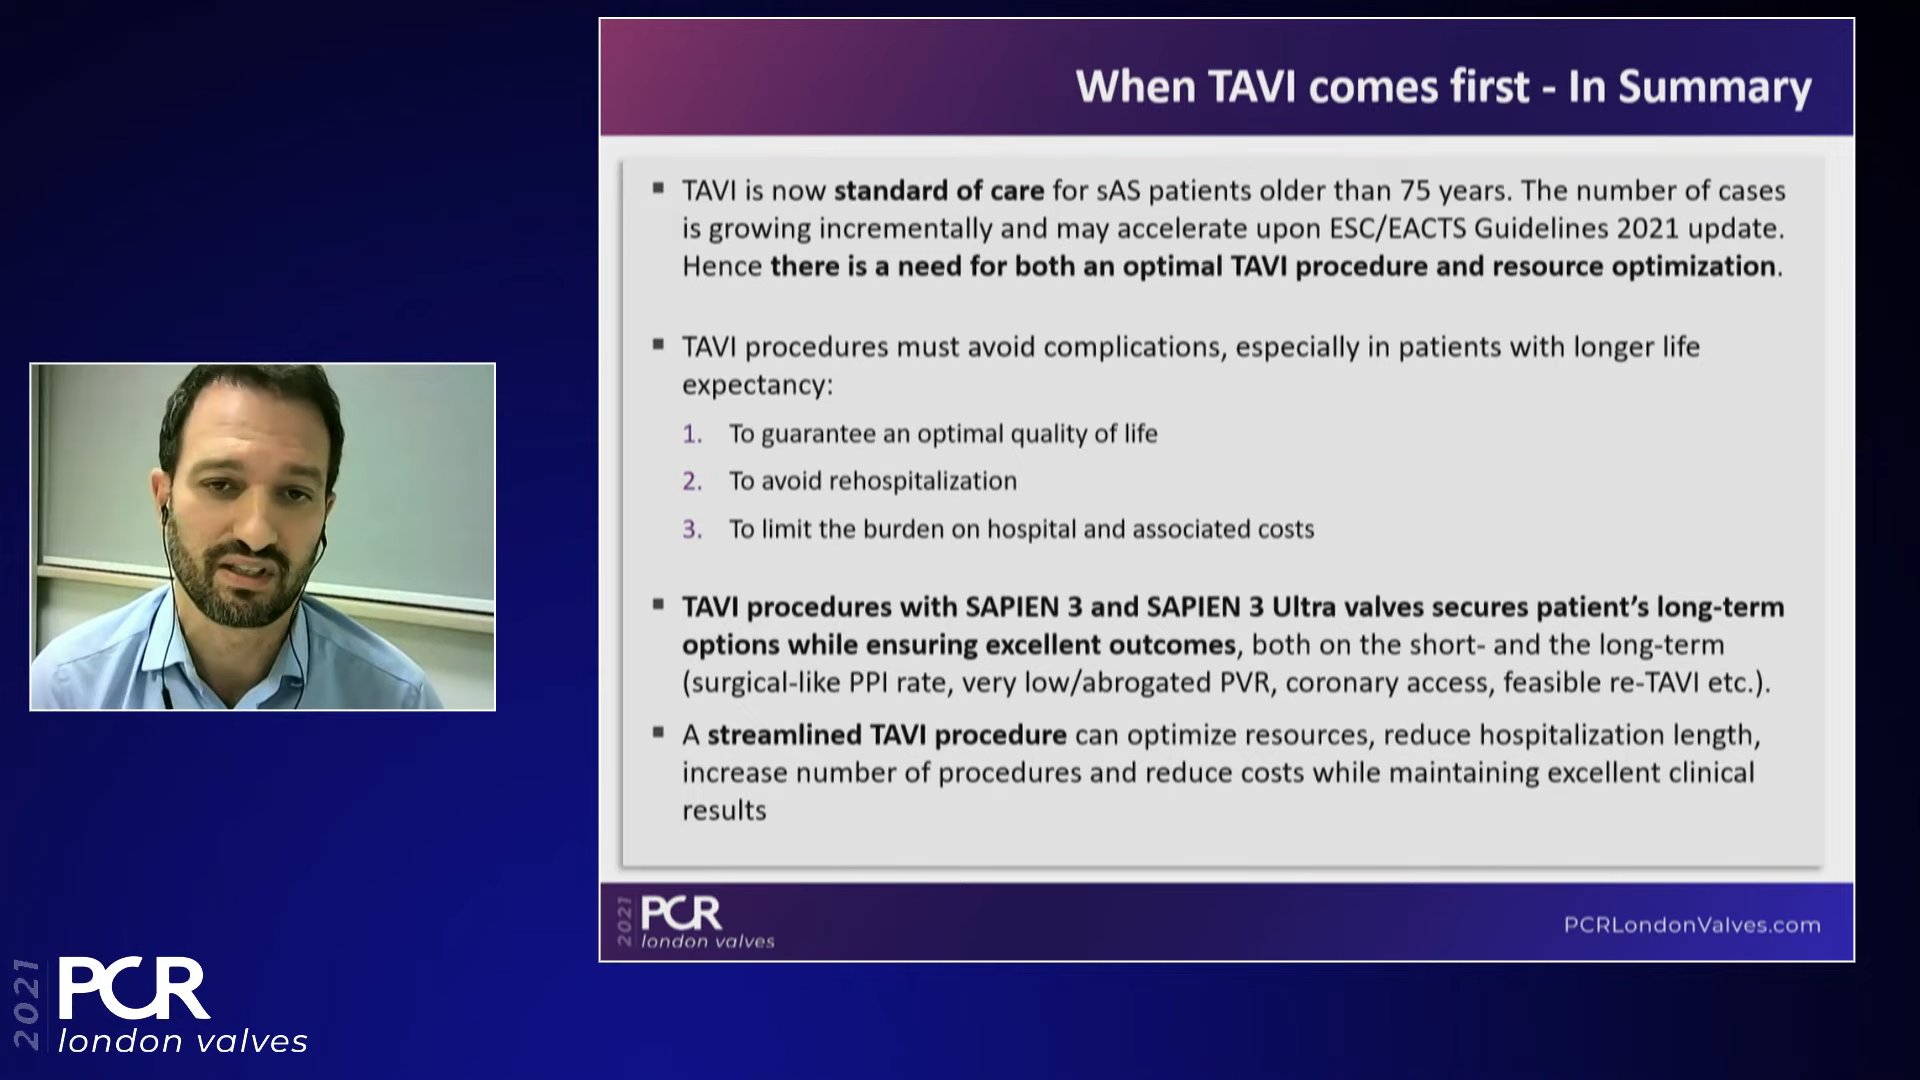 When TAVI comes first - In Summary
▪ TAVI is now standard of care for sAS patients older than 75 years. The number of cases
is growing incrementally and may accelerate upon ESC/EACTS Guidelines 2021 update.
Hence there is a need for both an optimal TAVI procedure and resource optimization.
▪ TAVI procedures must avoid complications, especially in patients with longer life
expectancy:
1. To guarantee an optimal quality of life
2. To avoid rehospitalization
3. To limit the burden on hospital and associated costs
▪ TAVI procedures with SAPIEN 3 and SAPIEN 3 Ultra valves secures patient's long-term
options while ensuring excellent outcomes, both on the short- and the long-term
(surgical-like PPI rate, very low/abrogated PVR, coronary access, feasible re-TAVI etc.).
▪ A streamlined TAVI procedure can optimize resources, reduce hospitalization length,
increase number of procedures and reduce costs while maintaining excellent clinical
results
2021
PCR
london valves
PCRLondonValves.com
2021
PCR
london valves